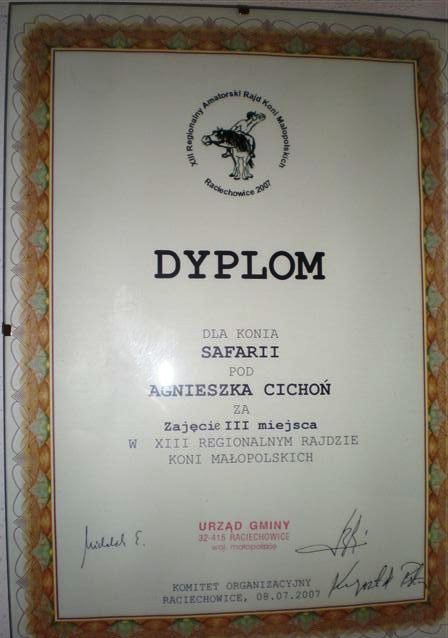 XIII Regionalny Amatorski Rajd Koni Małopolskich
Raciechowice 2007
DYPLOM
DLA KONIA
SAFARII
POD
AGNIESZKA CICHOŃ
ZA
Zajęcie III miejsca
W XIII REGIONALNYM RAJDZIE
KONI MAŁOPOLSKICH
URZĄD GMINY
32-415 RACIECHOWICE
woj. małopolskie
KOMITET ORGANIZACYJNY
RACIECHOWICE, 08.07.2007